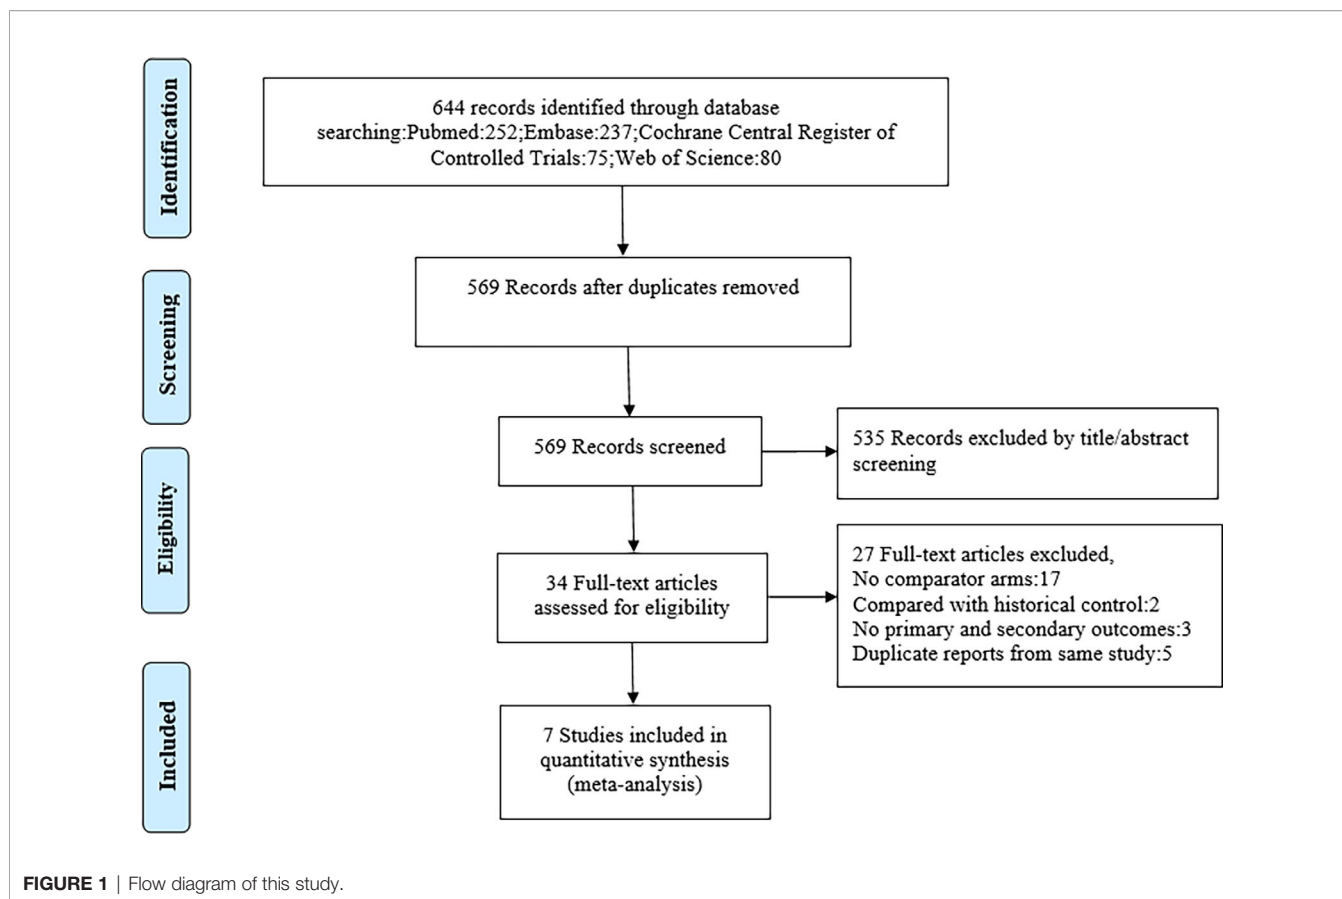 Identification
644 records identified through database
searching:Pubmed:252;Embase:237;Cochrane Central Register of
Controlled Trials:75;Web of Science:80
Screening
569 Records after duplicates removed
569 Records screened
535 Records excluded by title/abstract
screening
Eligibility
34 Full-text articles
assessed for eligibility
27 Full-text articles excluded,
No comparator arms:17
Compared with historical control:2
No primary and secondary outcomes:3
Duplicate reports from same study:5
Included
7 Studies included in
quantitative synthesis
(meta-analysis)
FIGURE 1 | Flow diagram of this study.